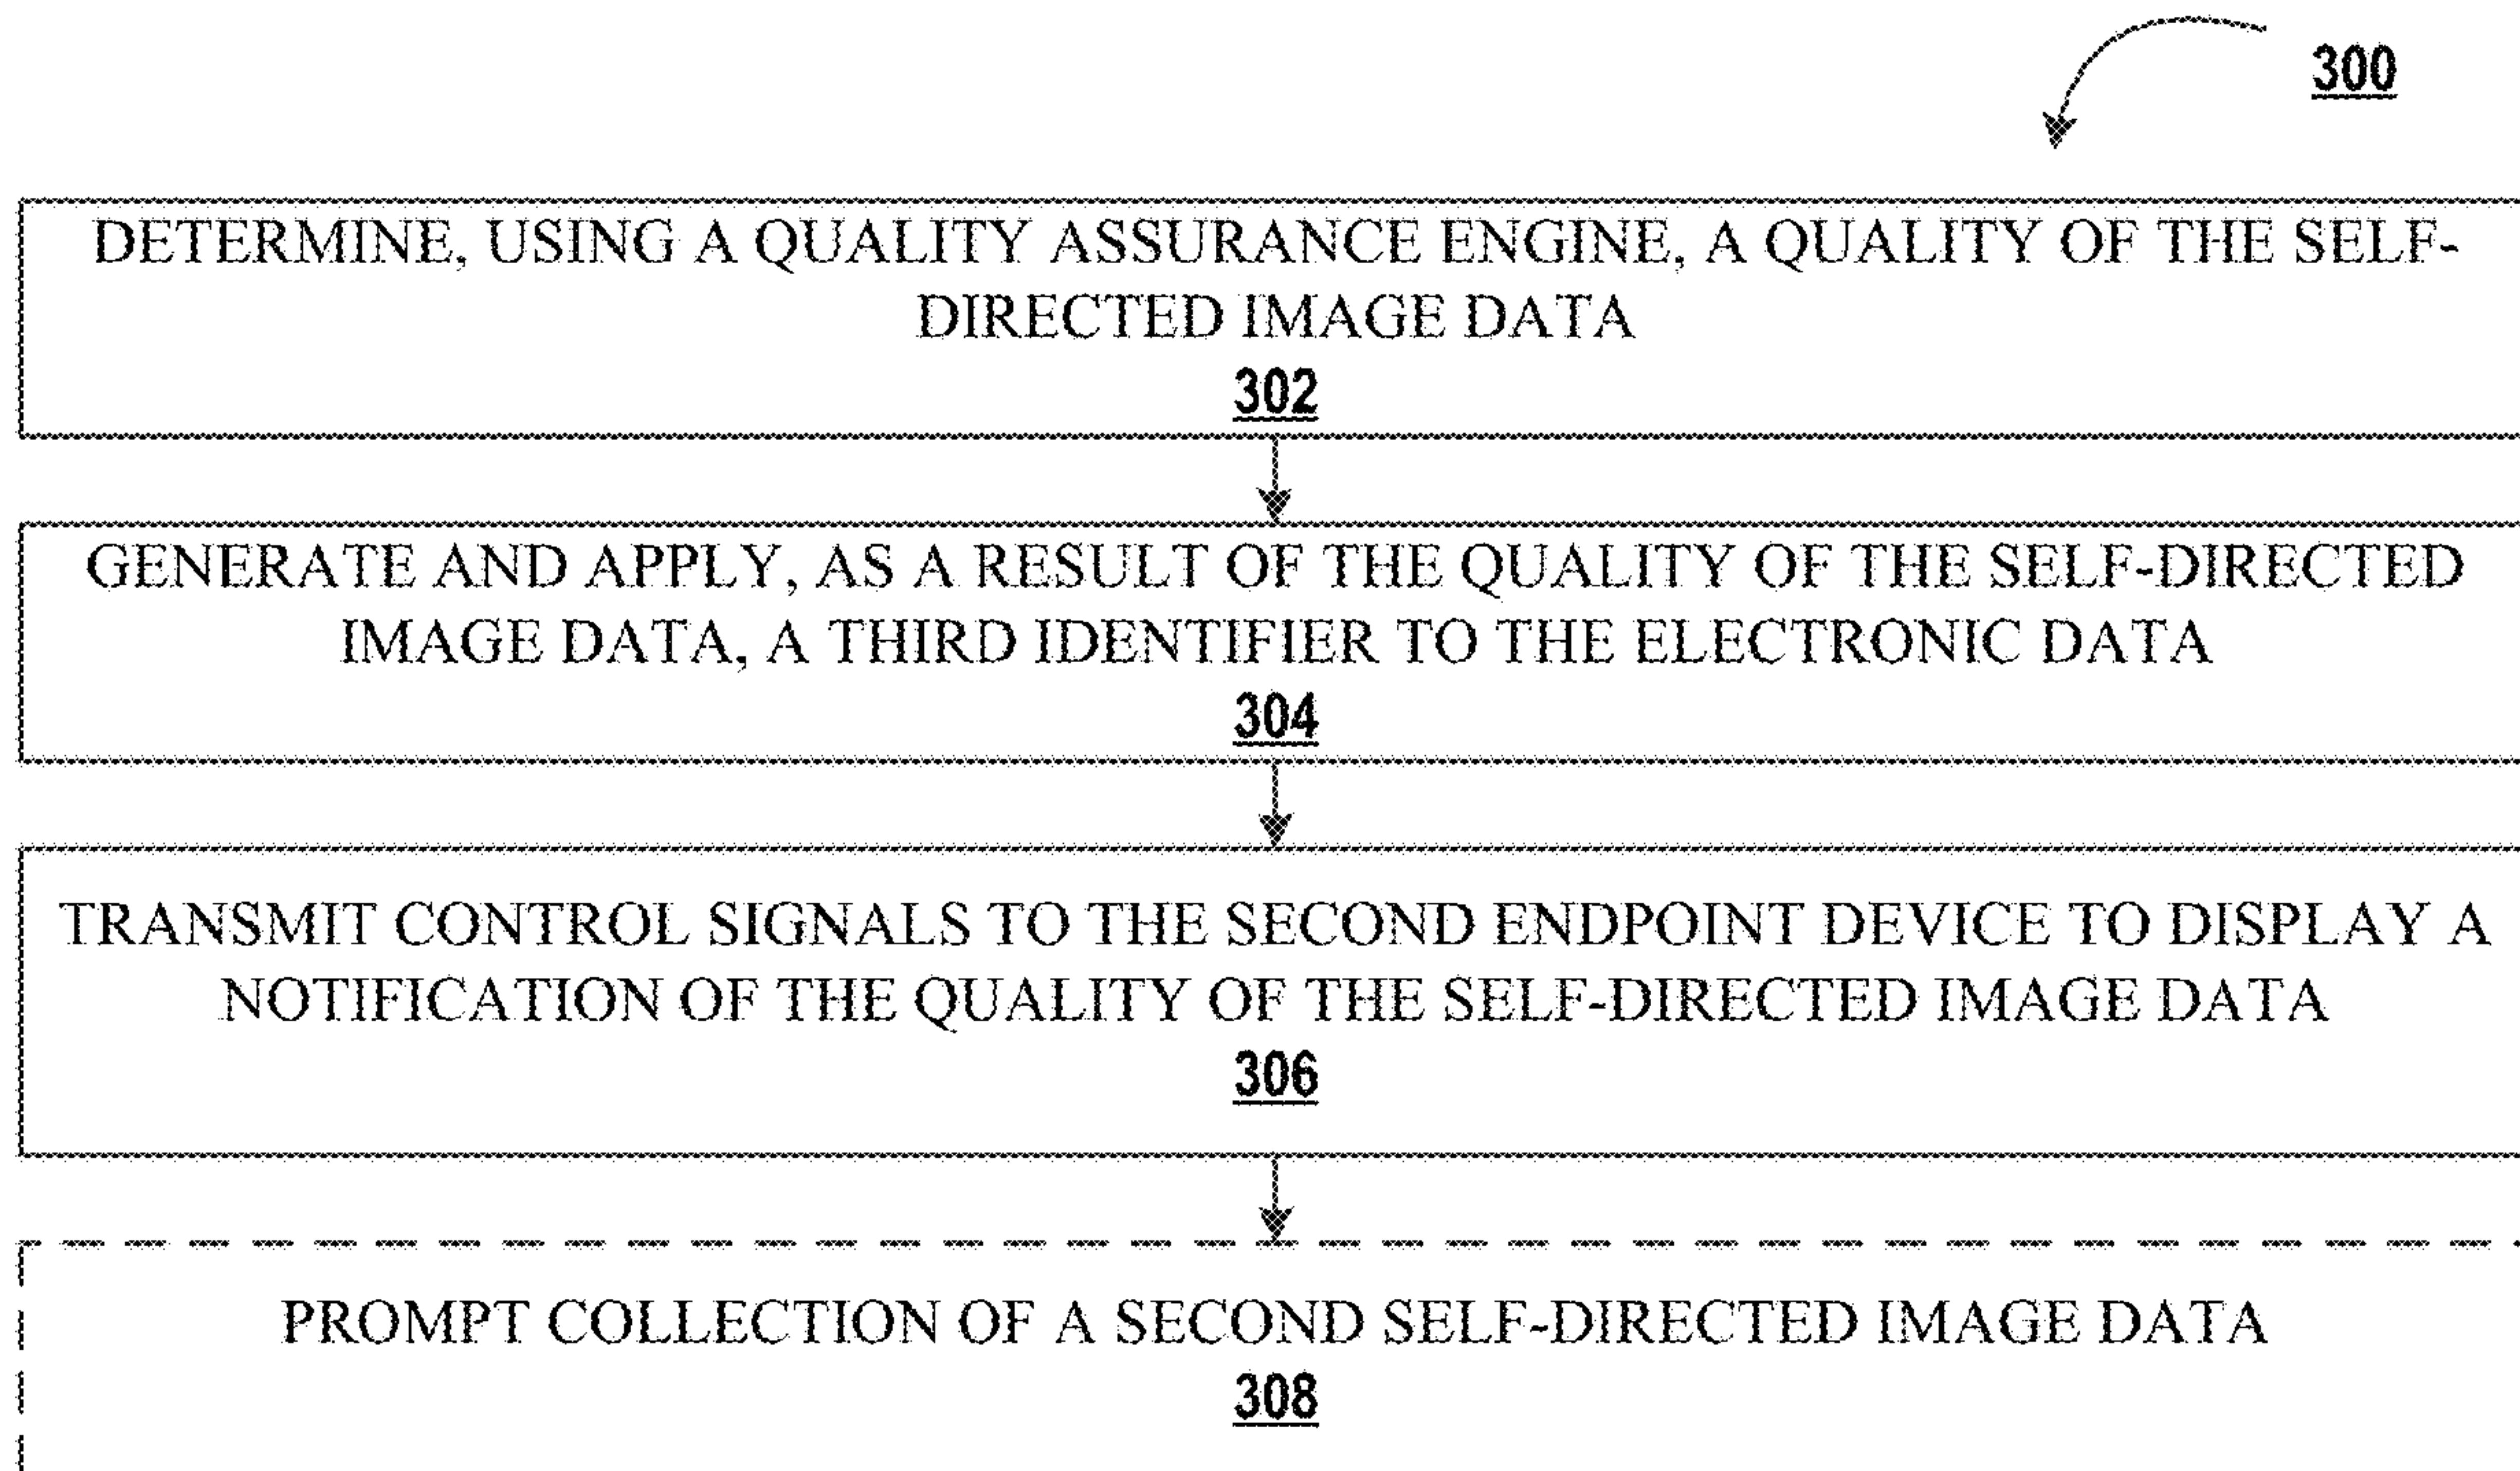 300
DETERMINE, USING A QUALITY ASSURANCE ENGINE, A QUALITY OF THE SELF-
DIRECTED IMAGE DATA
302
GENERATE AND APPLY, AS A RESULT OF THE QUALITY OF THE SELF-DIRECTED
IMAGE DATA, A THIRD IDENTIFIER TO THE ELECTRONIC DATA
304
TRANSMIT CONTROL SIGNALS TO THE SECOND ENDPOINT DEVICE TO DISPLAY A
NOTIFICATION OF THE QUALITY OF THE SELF-DIRECTED IMAGE DATA
306
PROMPT COLLECTION OF A SECOND SELF-DIRECTED IMAGE DATA
308